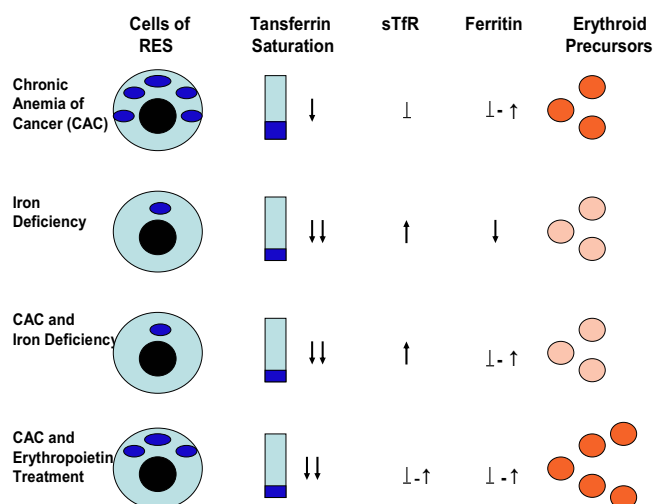 Cells of RES
Tansferrin Saturation
sTfR
Ferritin
Erythroid Precursors
Chronic
Anemia of
Cancer (CAC)
↓
⊥
⊥- ↑
Iron
Deficiency
↓↓
↑
↓
CAC and
Iron Deficiency
↓↓
↑
⊥- ↑
CAC and
Erythropoietin
Treatment
↓↓
⊥-↑
⊥- ↑